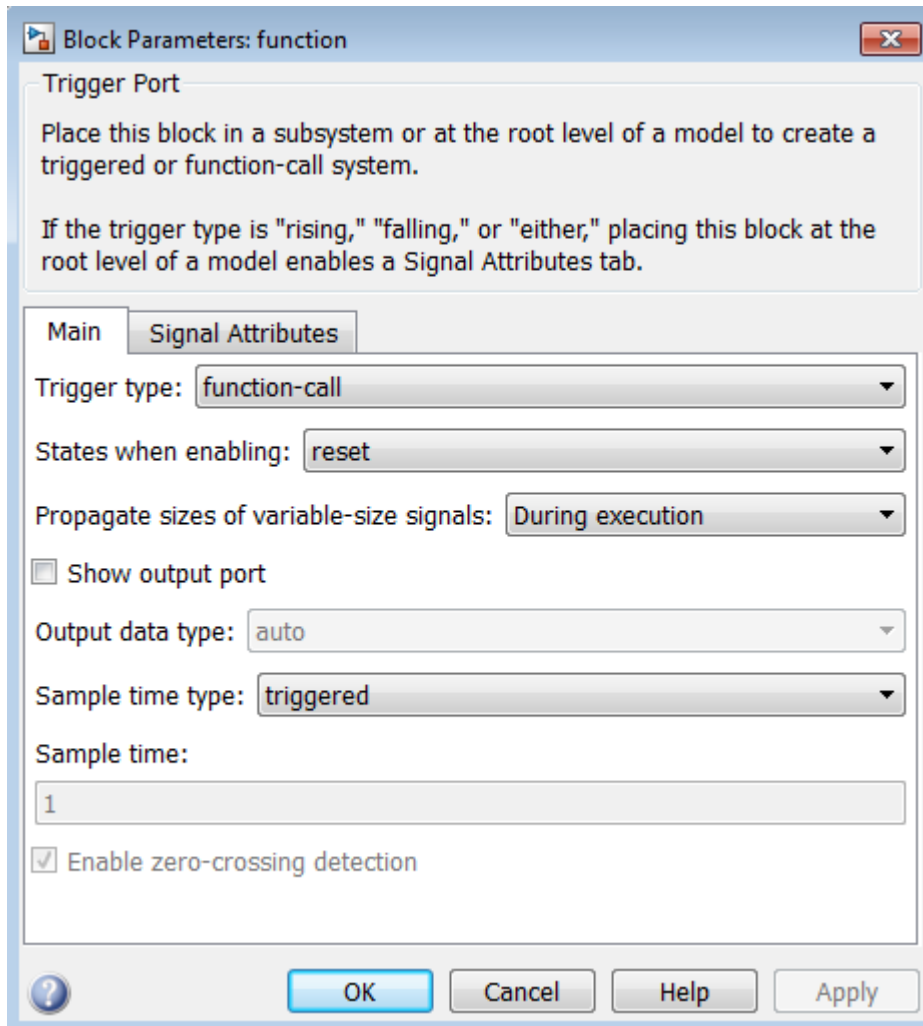 Block Parameters: function
Trigger Port
Place this block in a subsystem or at the root level of a model to create a
triggered or function-call system.
If the trigger type is "rising," "falling," or "either," placing this block at the
root level of a model enables a Signal Attributes tab.
Main Signal Attributes
Trigger type: function-call
States when enabling: reset
Propagate sizes of variable-size signals: During execution
Show output port
Output data type: auto
Sample time type: triggered
Sample time:
1
Enable zero-crossing detection
? OK Cancel Help Apply